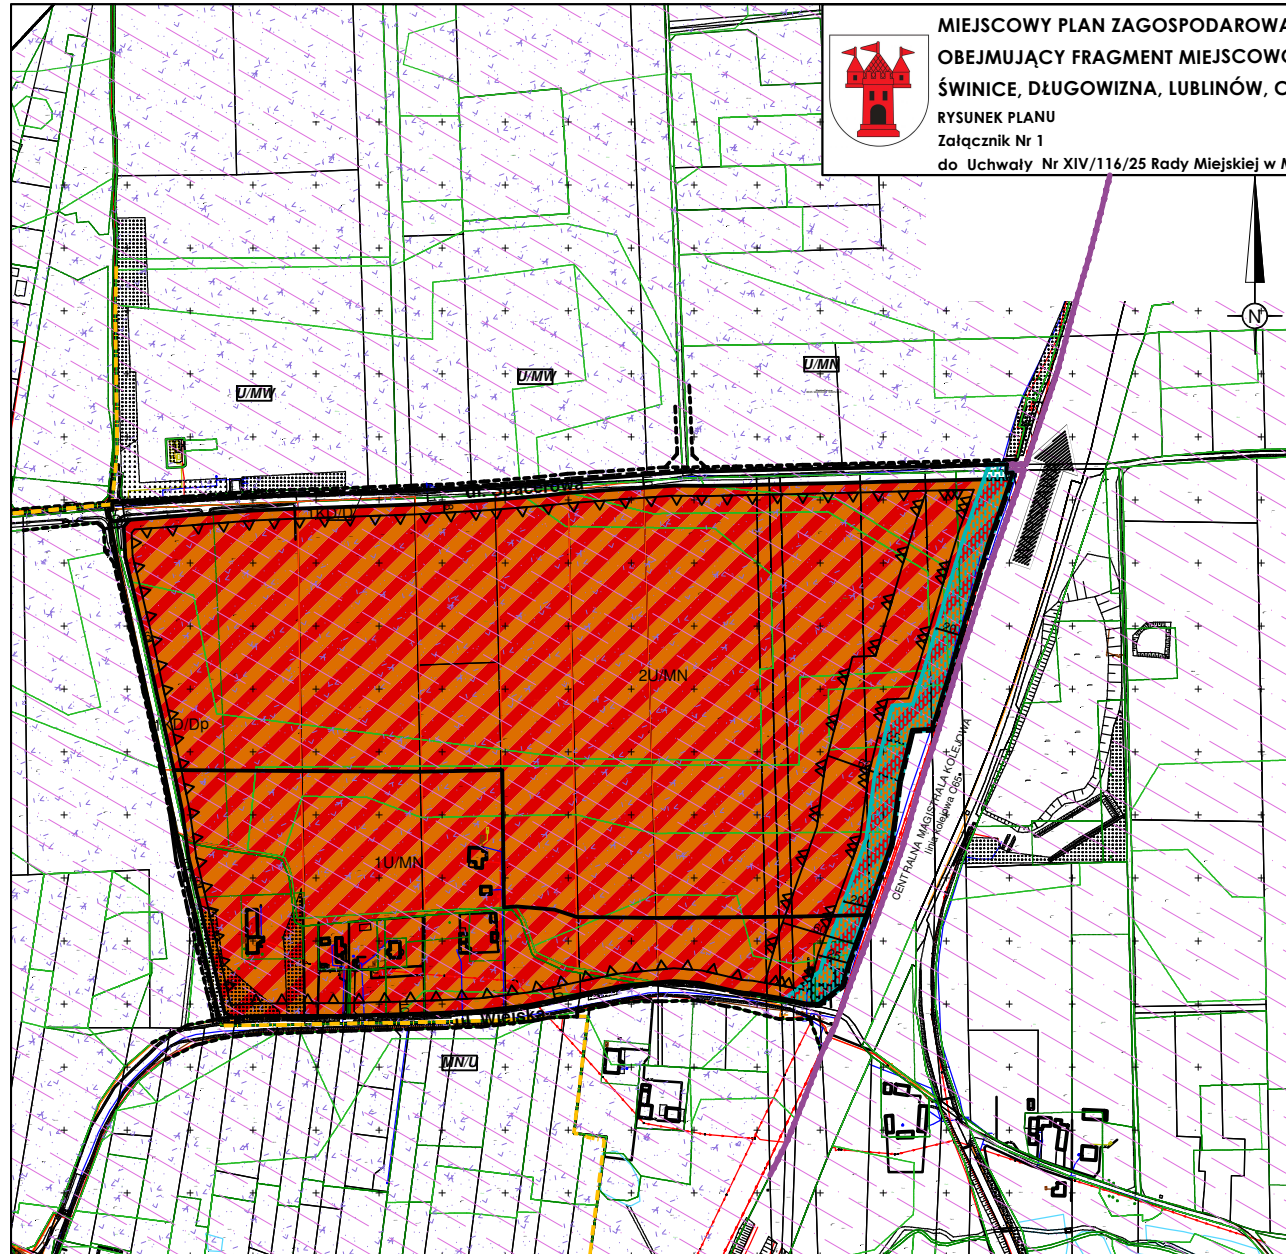 MIEJSCOWY PLAN ZAGOSPODAROWA
OBEJMUJĄCY FRAGMENT MIEJSCOWO
ŚWINICE, DŁUGOWIZNA, LUBLINÓW, O
RYSUNEK PLANU
Załącznik Nr 1
do Uchwały Nr XIV/116/25 Rady Miejskiej w M
N
U/MN
U/MW
U/MW
ul. Spacerowa
2U/MN
KD/Dp
CENTRALNA MAGISTRALA KOLEJOWA
linia kolejowa
1U/MN
ul. Wiejska
MN/U